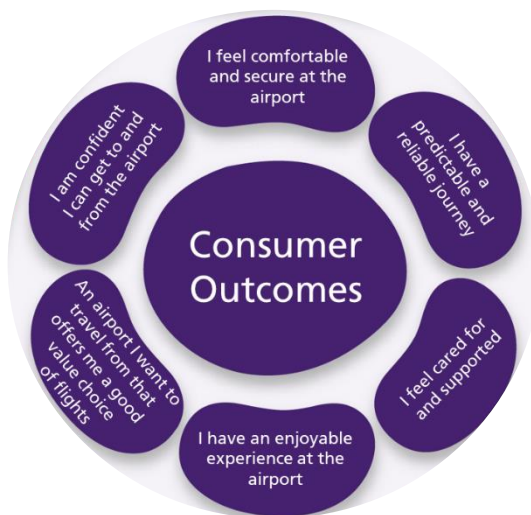 Consumer
Outcomes
I feel comfortable
and secure at the
airport
I have a
predictable and
reliable journey
I feel cared for
and supported
I have an enjoyable
experience at the
airport
An airport I want to
travel from that
offers me a good
value choice
of flights
I am confident
I can get to and
from the airport